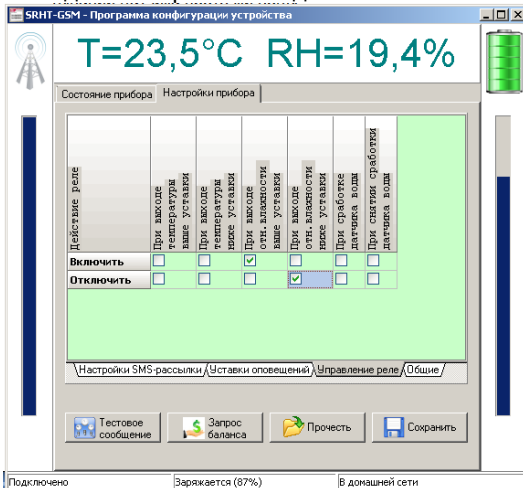 SRHT-GSM - Программа конфигурации устройства
T=23,5°C RH=19,4%
Состояние прибора
Настройки прибора
Действие реле
При выходе
температуры
выше уставки
При выходе
температуры
ниже уставки
При выходе
отн.влажности
выше уставки
При выходе
отн.влажности
ниже уставки
При сработке
датчика воды
При снятии сработки
датчика воды
Включить
Отключить
Настройки SMS-рассылки
Уставки оповещений
Управление реле
Общие
Тестовое
сообщение
Запрос
баланса
Прочесть
Сохранить
Подключено
Заряжается (87%)
В домашней сети